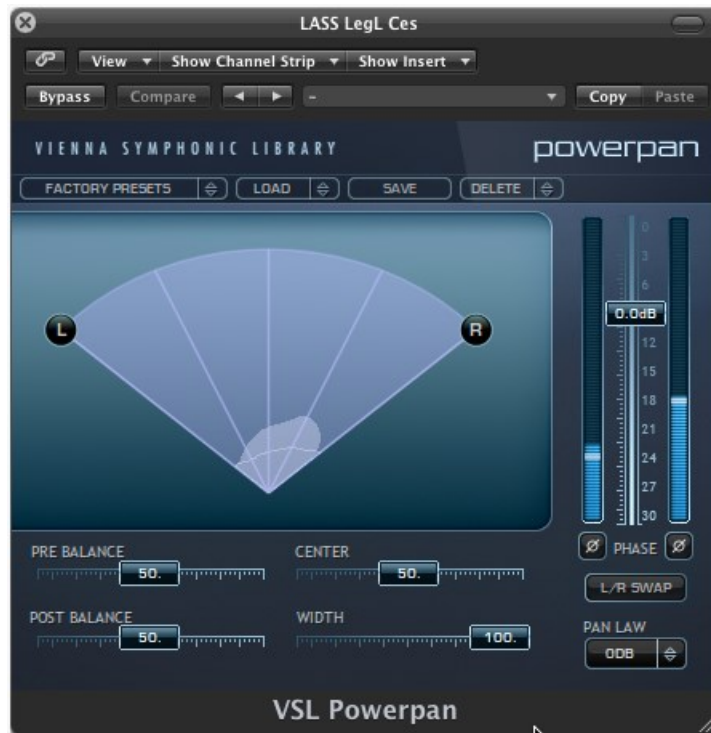 LASS LegL Ces
View Show Channel Strip Show Insert
Bypass Compare - Copy Paste
VIENNA SYMPHONIC LIBRARY powerpan
FACTORY PRESETS LOAD SAVE DELETE
0
3
6
0.0dB
12
15
18
21
24
27
30
L R
PRE BALANCE CENTER Ø PHASE Ø
50. 50.
L/R SWAP
POST BALANCE WIDTH PAN LAW
50. 100.
0DB
VSL Powerpan